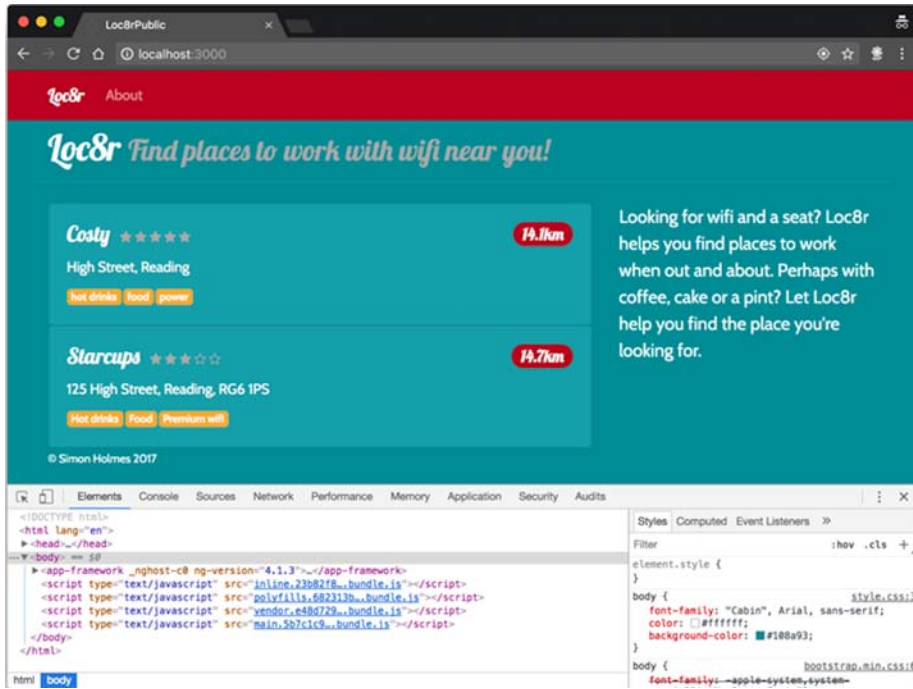 Loc8rPublic
localhost:3000
Loc8r About
Loc8r Find places to work with wifi near you!
Costy 14.1km
High Street, Reading
hot drinks food power
Starcups 14.7km
125 High Street, Reading, RG6 1PS
Hot drinks Food Premium wifi
© Simon Holmes 2017
Looking for wifi and a seat? Loc8r
helps you find places to work
when out and about. Perhaps with
coffee, cake or a pint? Let Loc8r
help you find the place you're
looking for.
Elements Console Sources Network Performance Memory Application Security Audits
<!DOCTYPE html>
<html lang="en">
<head>…</head>
<body> == $0
<app-framework _nghost-c0 ng-version="4.1.3">…</app-framework>
<script type="text/javascript" src="inline.23b82f8….bundle.js"></script>
<script type="text/javascript" src="polyfills.682313b….bundle.js"></script>
<script type="text/javascript" src="vendor.e48d729….bundle.js"></script>
<script type="text/javascript" src="main.5b7c1c9….bundle.js"></script>
</body>
</html>
html body
Styles Computed Event Listeners »
Filter :hov .cls +
element.style {
}
body { style.css:
font-family: "Cabin", Arial, sans-serif;
color: #ffffff;
background-color: #108a93;
}
body { bootstrap.min.css:
font-family: -apple-system,system-